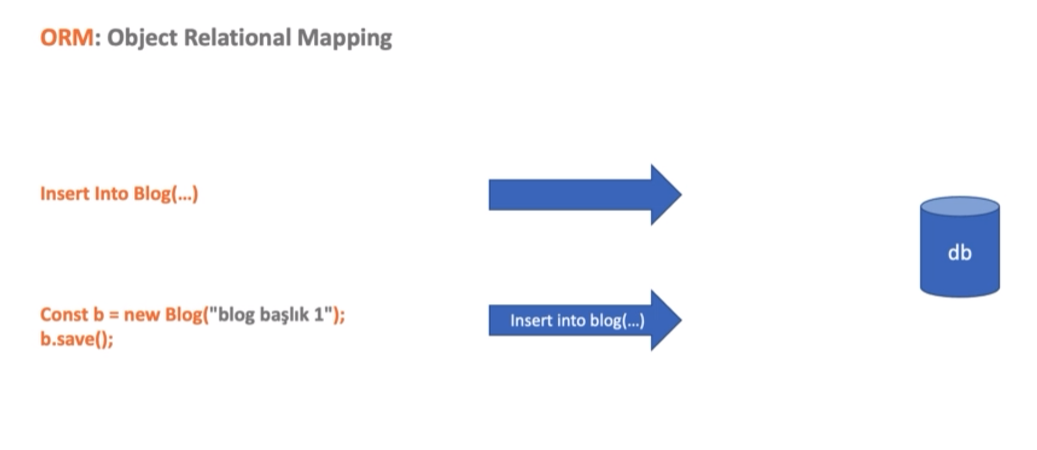 ORM: Object Relational Mapping
Insert Into Blog(...)
db
Const b = new Blog("blog başlık 1");
b.save();
Insert into blog(...)